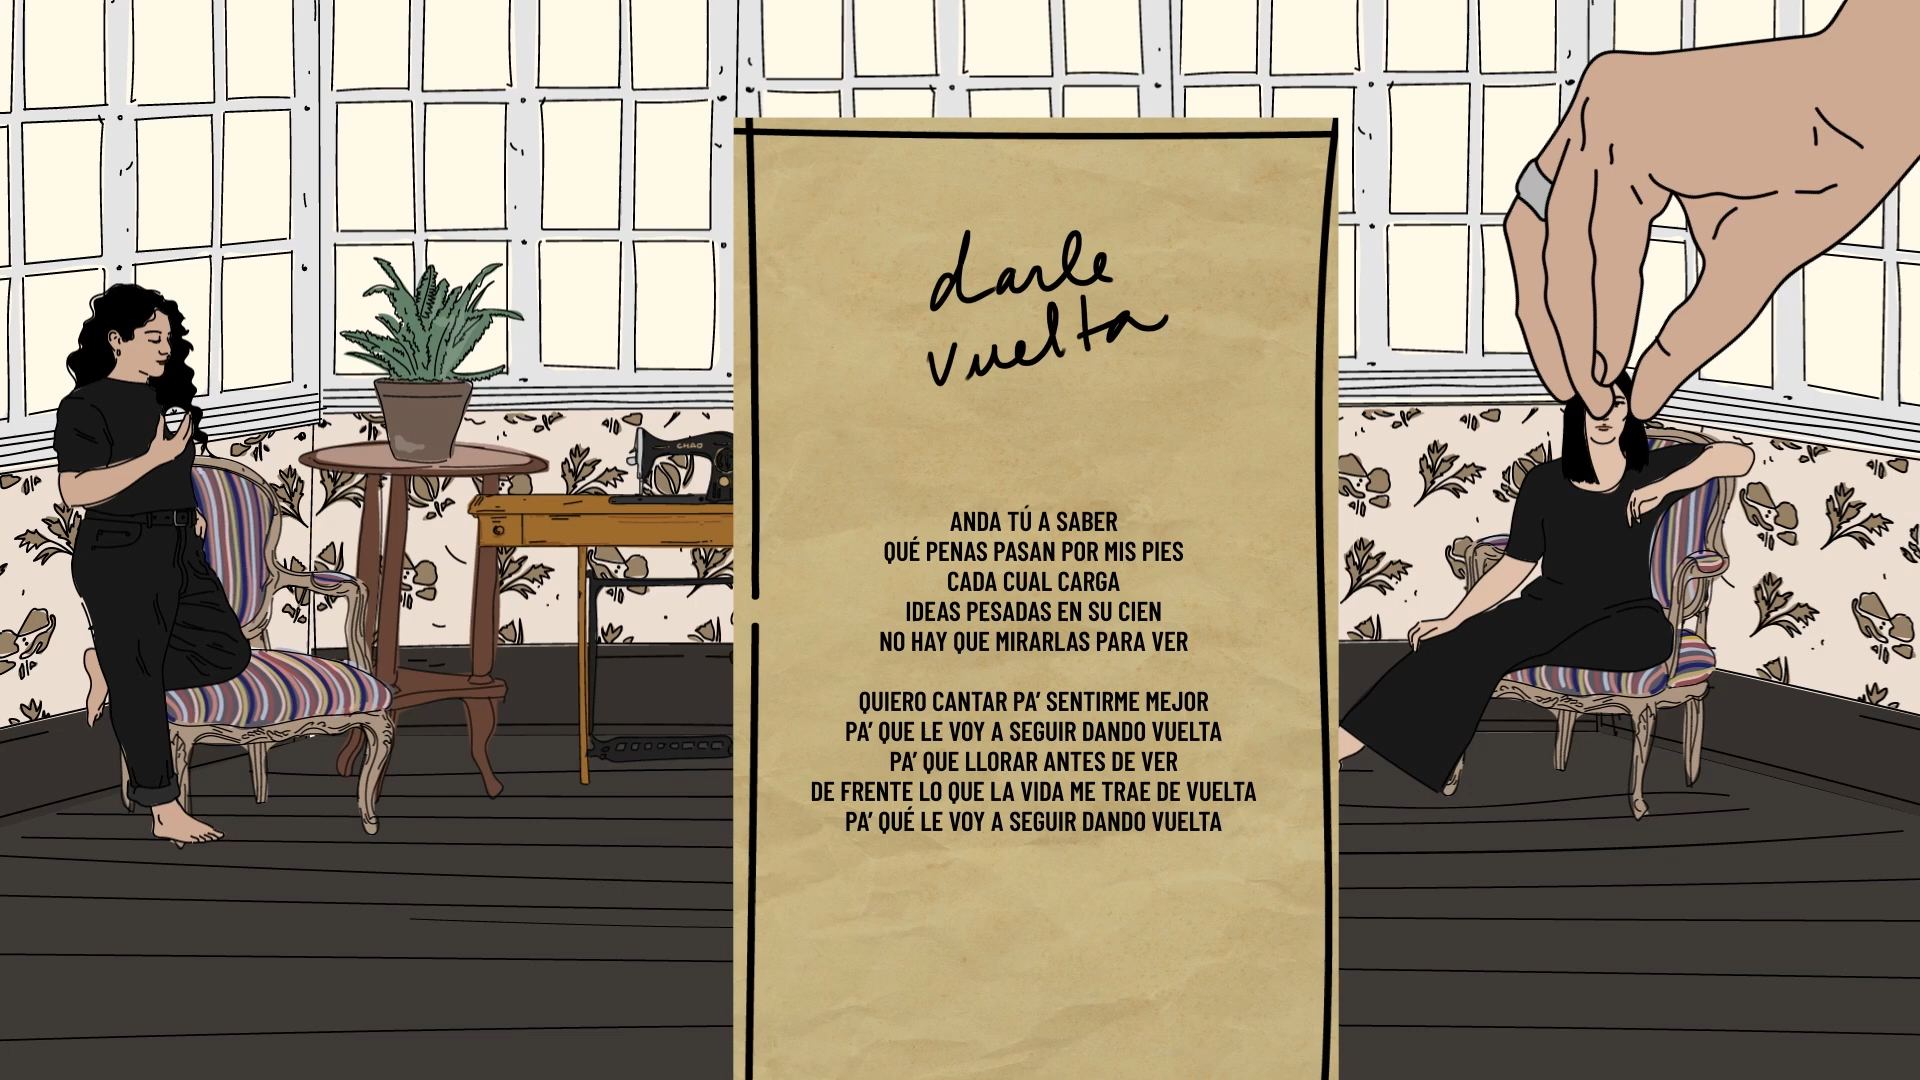 darle
vuelta
ANDA TÚ A SABER
QUÉ PENAS PASAN POR MIS PIES
CADA CUAL CARGA
IDEAS PESADAS EN SU CIEN
NO HAY QUE MIRARLAS PARA VER
QUIERO CANTAR PA' SENTIRME MEJOR
PA' QUE LE VOY A SEGUIR DANDO VUELTA
PA' QUE LLORAR ANTES DE VER
DE FRENTE LO QUE LA VIDA ME TRAE DE VUELTA
PA' QUÉ LE VOY A SEGUIR DANDO VUELTA
CHAO